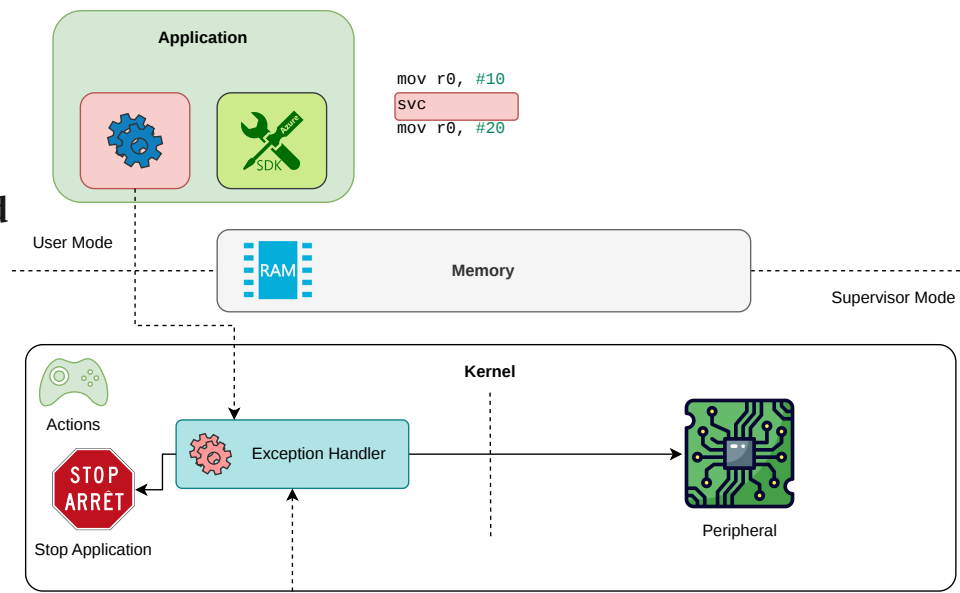 Application
mov r0, #10
svc
mov r0, #20
Azure
SDK
User Mode
RAM
Memory
Supervisor Mode
Kernel
Actions
Exception Handler
STOP
ARRÊT
Stop Application
Peripheral